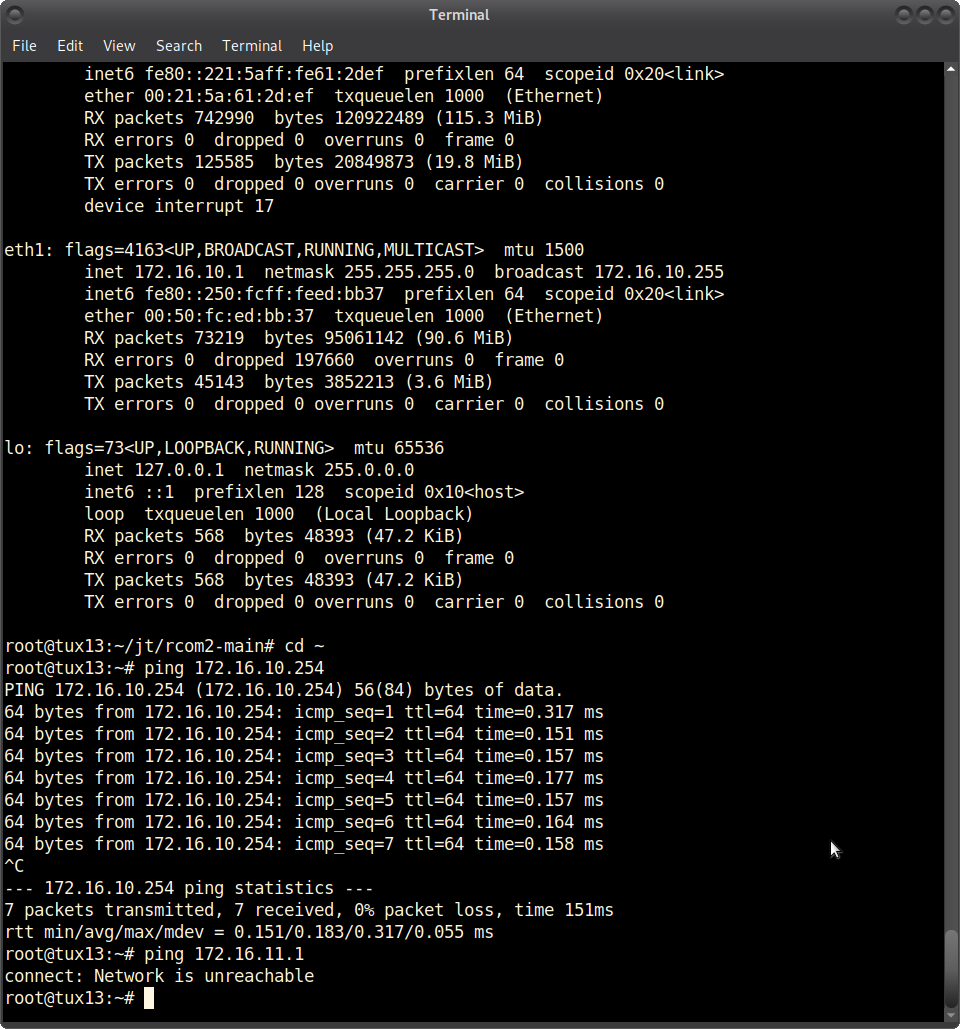 Terminal
File Edit View Search Terminal Help
inet6 fe80::221:5aff:fe61:2def  prefixlen 64  scopeid 0x20<link>
ether 00:21:5a:61:2d:ef  txqueuelen 1000  (Ethernet)
RX packets 742990  bytes 120922489 (115.3 MiB)
RX errors 0  dropped 0  overruns 0  frame 0
TX packets 125585  bytes 20849873 (19.8 MiB)
TX errors 0  dropped 0 overruns 0  carrier 0  collisions 0
device interrupt 17
eth1: flags=4163<UP,BROADCAST,RUNNING,MULTICAST>  mtu 1500
inet 172.16.10.1  netmask 255.255.255.0  broadcast 172.16.10.255
inet6 fe80::250:fcff:feed:bb37  prefixlen 64  scopeid 0x20<link>
ether 00:50:fc:ed:bb:37  txqueuelen 1000  (Ethernet)
RX packets 73219  bytes 95061142 (90.6 MiB)
RX errors 0  dropped 197660  overruns 0  frame 0
TX packets 45143  bytes 3852213 (3.6 MiB)
TX errors 0  dropped 0 overruns 0  carrier 0  collisions 0
lo: flags=73<UP,LOOPBACK,RUNNING>  mtu 65536
inet 127.0.0.1  netmask 255.0.0.0
inet6 ::1  prefixlen 128  scopeid 0x10<host>
loop  txqueuelen 1000  (Local Loopback)
RX packets 568  bytes 48393 (47.2 KiB)
RX errors 0  dropped 0  overruns 0  frame 0
TX packets 568  bytes 48393 (47.2 KiB)
TX errors 0  dropped 0 overruns 0  carrier 0  collisions 0
root@tux13:~/jt/rcom2-main# cd ~
root@tux13:~# ping 172.16.10.254
PING 172.16.10.254 (172.16.10.254) 56(84) bytes of data.
64 bytes from 172.16.10.254: icmp_seq=1 ttl=64 time=0.317 ms
64 bytes from 172.16.10.254: icmp_seq=2 ttl=64 time=0.151 ms
64 bytes from 172.16.10.254: icmp_seq=3 ttl=64 time=0.157 ms
64 bytes from 172.16.10.254: icmp_seq=4 ttl=64 time=0.177 ms
64 bytes from 172.16.10.254: icmp_seq=5 ttl=64 time=0.157 ms
64 bytes from 172.16.10.254: icmp_seq=6 ttl=64 time=0.164 ms
64 bytes from 172.16.10.254: icmp_seq=7 ttl=64 time=0.158 ms
^C
--- 172.16.10.254 ping statistics ---
7 packets transmitted, 7 received, 0% packet loss, time 151ms
rtt min/avg/max/mdev = 0.151/0.183/0.317/0.055 ms
root@tux13:~# ping 172.16.11.1
connect: Network is unreachable
root@tux13:~#